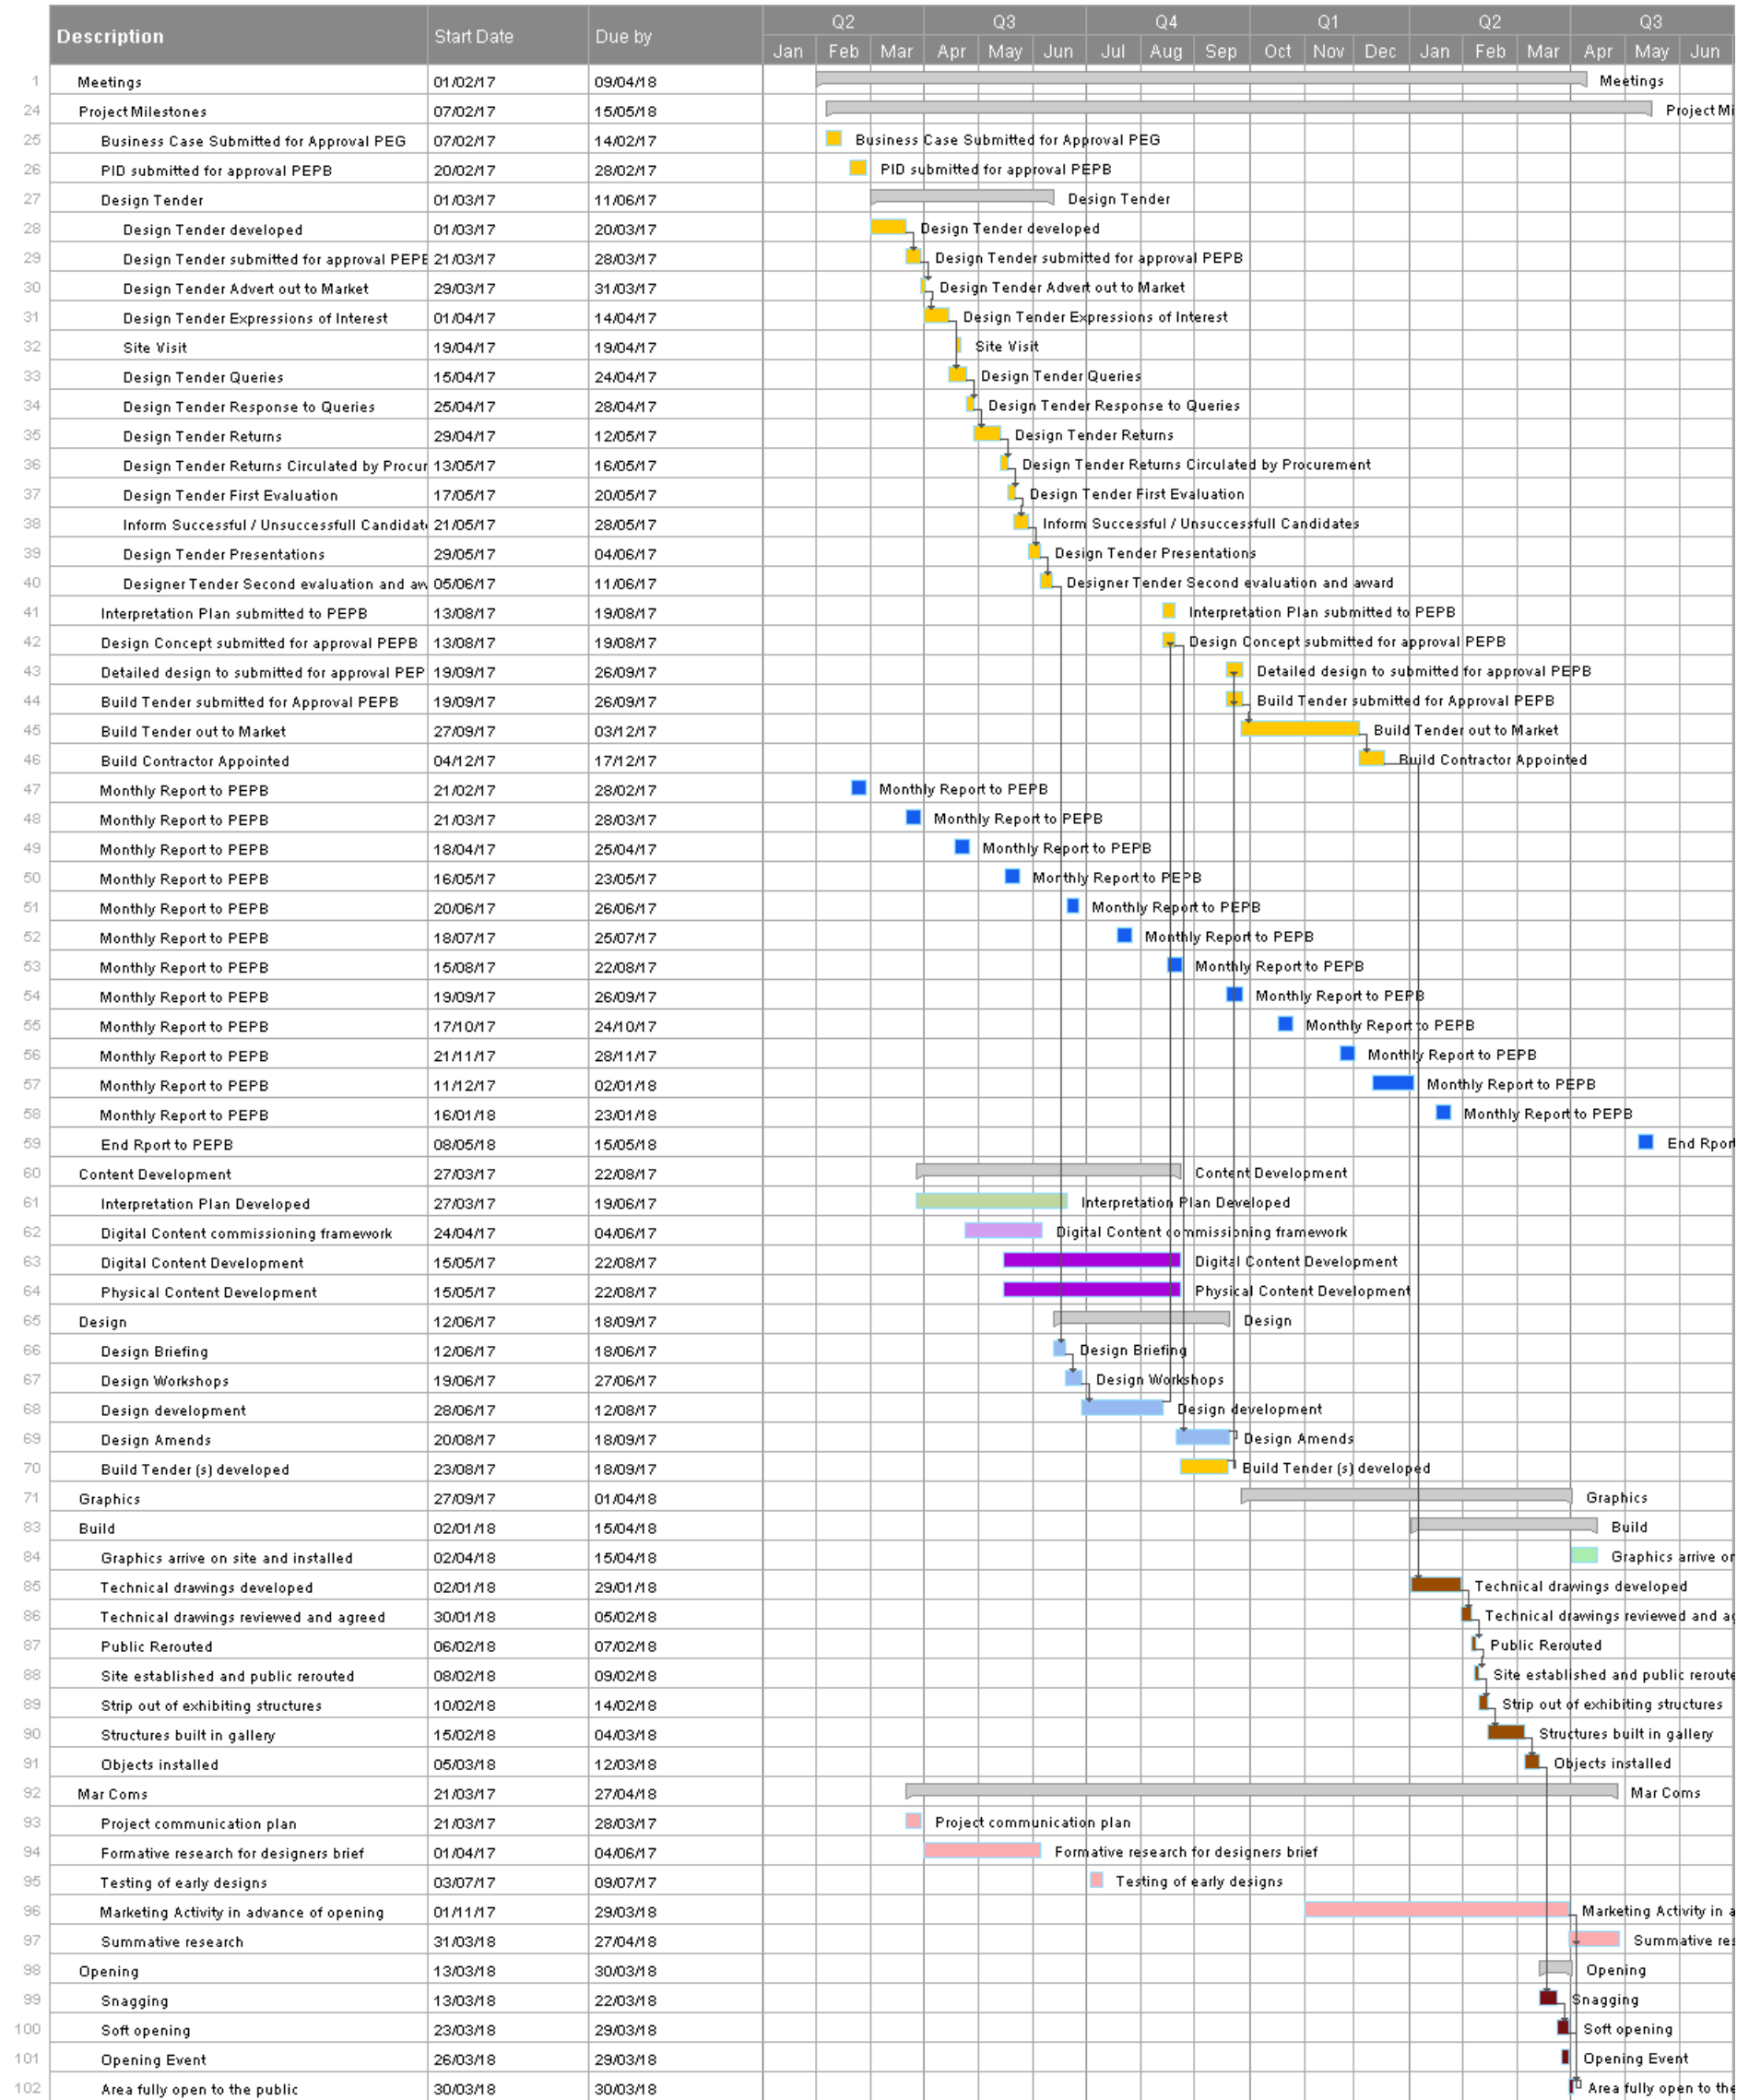 Description Start Date Due by Q2 Q3 Q4 Q1 Q2 Q3
Jan Feb Mar Apr May Jun Jul Aug Sep Oct Nov Dec Jan Feb Mar Apr May Jun
1 Meetings 01/02/17 09/04/18 Meetings
24 Project Milestones 07/02/17 15/05/18 Project Mi
25 Business Case Submitted for Approval PEG 07/02/17 14/02/17 Business Case Submitted for Approval PEG
26 PID submitted for approval PEPB 20/02/17 28/02/17 PID submitted for approval PEPB
27 Design Tender 01/03/17 11/06/17 Design Tender
28 Design Tender developed 01/03/17 20/03/17 Design Tender developed
29 Design Tender submitted for approval PEPB 21/03/17 28/03/17 Design Tender submitted for approval PEPB
30 Design Tender Advert out to Market 29/03/17 31/03/17 Design Tender Advert out to Market
31 Design Tender Expressions of Interest 01/04/17 14/04/17 Design Tender Expressions of Interest
32 Site Visit 19/04/17 19/04/17 Site Visit
33 Design Tender Queries 15/04/17 24/04/17 Design Tender Queries
34 Design Tender Response to Queries 25/04/17 28/04/17 Design Tender Response to Queries
35 Design Tender Returns 29/04/17 12/05/17 Design Tender Returns
36 Design Tender Returns Circulated by Procur 13/05/17 16/05/17 Design Tender Returns Circulated by Procurement
37 Design Tender First Evaluation 17/05/17 20/05/17 Design Tender First Evaluation
38 Inform Successful / Unsuccessfull Candidat 21/05/17 28/05/17 Inform Successful / Unsuccessfull Candidates
39 Design Tender Presentations 29/05/17 04/06/17 Design Tender Presentations
40 Designer Tender Second evaluation and aw 05/06/17 11/06/17 Designer Tender Second evaluation and award
41 Interpretation Plan submitted to PEPB 13/08/17 19/08/17 Interpretation Plan submitted to PEPB
42 Design Concept submitted for approval PEPB 13/08/17 19/08/17 Design Concept submitted for approval PEPB
43 Detailed design to submitted for approval PEP 19/09/17 26/09/17 Detailed design to submitted for approval PEPB
44 Build Tender submitted for Approval PEPB 19/09/17 26/09/17 Build Tender submitted for Approval PEPB
45 Build Tender out to Market 27/09/17 03/12/17 Build Tender out to Market
46 Build Contractor Appointed 04/12/17 17/12/17 Build Contractor Appointed
47 Monthly Report to PEPB 21/02/17 28/02/17 Monthly Report to PEPB
48 Monthly Report to PEPB 21/03/17 28/03/17 Monthly Report to PEPB
49 Monthly Report to PEPB 18/04/17 25/04/17 Monthly Report to PEPB
50 Monthly Report to PEPB 16/05/17 23/05/17 Monthly Report to PEPB
51 Monthly Report to PEPB 20/06/17 26/06/17 Monthly Report to PEPB
52 Monthly Report to PEPB 18/07/17 25/07/17 Monthly Report to PEPB
53 Monthly Report to PEPB 15/08/17 22/08/17 Monthly Report to PEPB
54 Monthly Report to PEPB 19/09/17 26/09/17 Monthly Report to PEPB
55 Monthly Report to PEPB 17/10/17 24/10/17 Monthly Report to PEPB
56 Monthly Report to PEPB 21/11/17 28/11/17 Monthly Report to PEPB
57 Monthly Report to PEPB 11/12/17 02/01/18 Monthly Report to PEPB
58 Monthly Report to PEPB 16/01/18 23/01/18 Monthly Report to PEPB
59 End Rport to PEPB 08/05/18 15/05/18 End Rport
60 Content Development 27/03/17 22/08/17 Content Development
61 Interpretation Plan Developed 27/03/17 19/06/17 Interpretation Plan Developed
62 Digital Content commissioning framework 24/04/17 04/06/17 Digital Content commissioning framework
63 Digital Content Development 15/05/17 22/08/17 Digital Content Development
64 Physical Content Development 15/05/17 22/08/17 Physical Content Development
65 Design 12/06/17 18/09/17 Design
66 Design Briefing 12/06/17 18/06/17 Design Briefing
67 Design Workshops 19/06/17 27/06/17 Design Workshops
68 Design development 28/06/17 12/08/17 Design development
69 Design Amends 20/08/17 18/09/17 Design Amends
70 Build Tender (s) developed 23/08/17 18/09/17 Build Tender (s) developed
71 Graphics 27/09/17 01/04/18 Graphics
83 Build 02/01/18 15/04/18 Build
84 Graphics arrive on site and installed 02/04/18 15/04/18 Graphics arrive on
85 Technical drawings developed 02/01/18 29/01/18 Technical drawings developed
86 Technical drawings reviewed and agreed 30/01/18 05/02/18 Technical drawings reviewed and ag
87 Public Rerouted 06/02/18 07/02/18 Public Rerouted
88 Site established and public rerouted 08/02/18 09/02/18 Site established and public reroute
89 Strip out of exhibiting structures 10/02/18 14/02/18 Strip out of exhibiting structures
90 Structures built in gallery 15/02/18 04/03/18 Structures built in gallery
91 Objects installed 05/03/18 12/03/18 Objects installed
92 Mar Coms 21/03/17 27/04/18 Mar Coms
93 Project communication plan 21/03/17 28/03/17 Project communication plan
94 Formative research for designers brief 01/04/17 04/06/17 Formative research for designers brief
95 Testing of early designs 03/07/17 09/07/17 Testing of early designs
96 Marketing Activity in advance of opening 01/11/17 29/03/18 Marketing Activity in a
97 Summative research 31/03/18 27/04/18 Summative res
98 Opening 13/03/18 30/03/18 Opening
99 Snagging 13/03/18 22/03/18 Snagging
100 Soft opening 23/03/18 29/03/18 Soft opening
101 Opening Event 26/03/18 29/03/18 Opening Event
102 Area fully open to the public 30/03/18 30/03/18 Area fully open to the